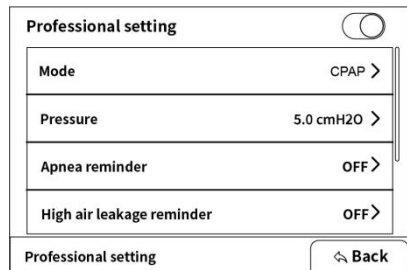 Professional setting
Mode CPAP >
Pressure 5.0 cmH2O >
Apnea reminder OFF >
High air leakage reminder OFF >
Professional setting Back